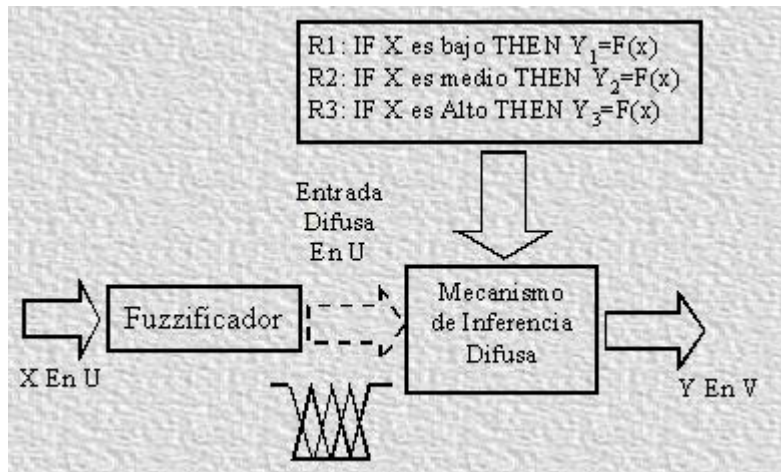 R1: IF X es bajo THEN Y1=F(x)
R2: IF X es medio THEN Y2=F(x)
R3: IF X es Alto THEN Y3=F(x)
Entrada
Difusa
En U
Fuzzificador
Mecanismo
de Inferencia
Difusa
X En U
Y En V